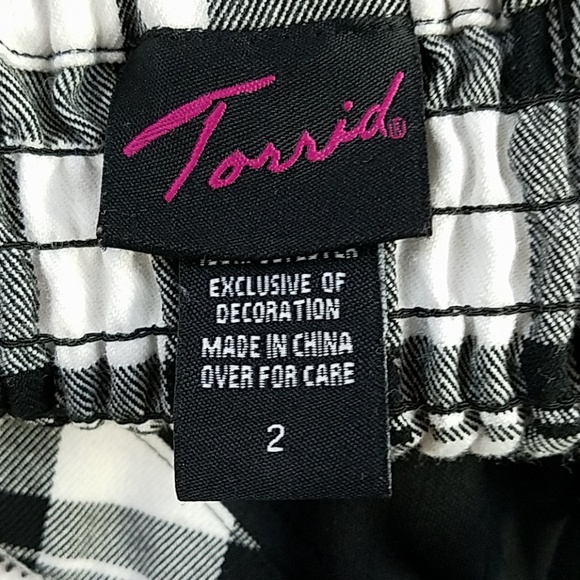 Torrid®
EXCLUSIVE OF
DECORATION
MADE IN CHINA
OVER FOR CARE
2